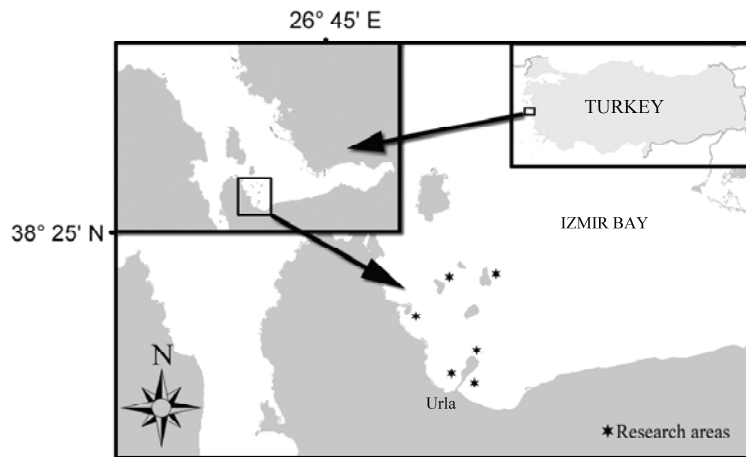 26° 45' E
TURKEY
38° 25' N
IZMIR BAY
N
Urla
Research areas